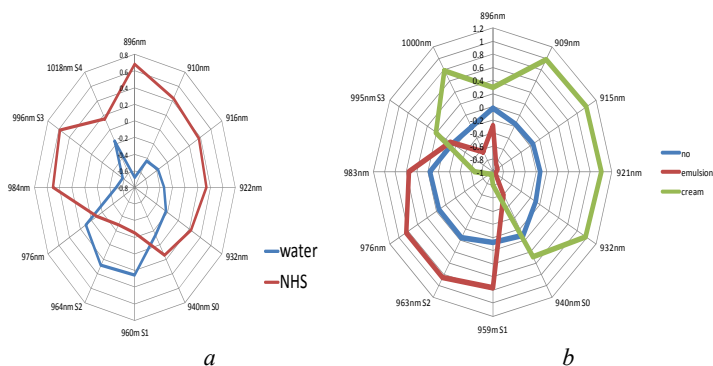 896nm
910nm
916nm
922nm
932nm
940nm S0
960m S1
964nm S2
976nm
984nm
996nm S3
1018nm S4
0.8
0.6
0.4
0.2
0
-0.2
-0.4
-0.6
-0.8
water
NHS
a
896nm
909nm
915nm
921nm
932nm
940nm S0
959m S1
963nm S2
976nm
983nm
995nm S3
1000nm
1.2
1
0.8
0.6
0.4
0.2
0
-0.2
-0.4
-0.6
-0.8
-1
no
emulsion
cream
b